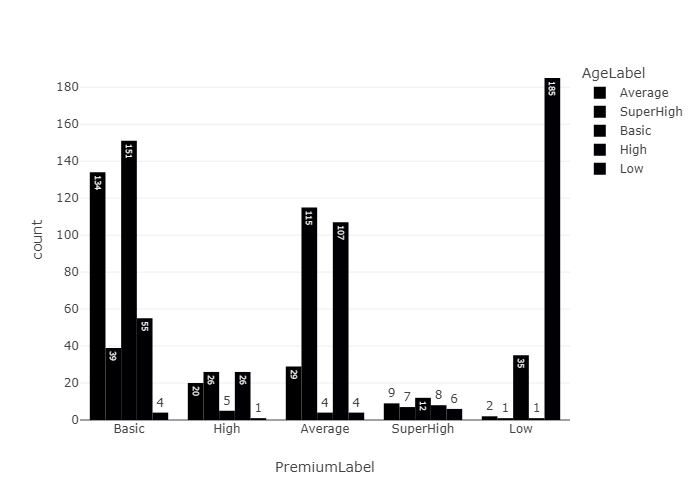 AgeLabel
Average
SuperHigh
Basic
High
Low
180
160
140
120
100
80
60
40
20
0
count
134
39
151
55
4
20
26
5
26
1
29
115
4
107
4
9
7
12
8
6
2
1
35
1
185
Basic
High
Average
SuperHigh
Low
PremiumLabel